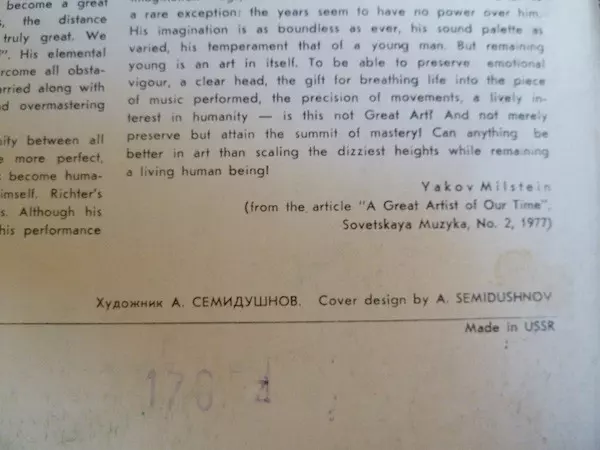 become a great
s, the distance
truly great. We
". His elemental
rcome all obsta-
arried along with
nd overmastering
nity between all
e more perfect,
t become huma-
imself. Richter's
s. Although his
his performance
a rare exception: the years seem to have no power over him.
His imagination is as boundless as ever, his sound palette as
varied, his temperament that of a young man. But remaining
young is an art in itself. To be able to preserve emotional
vigour, a clear head, the gift for breathing life into the piece
of music performed, the precision of movements, a lively in-
terest in humanity — is this not Great Art? And not merely
preserve but attain the summit of mastery! Can anything be
better in art than scaling the dizziest heights while remaining
a living human being!
Yakov Milstein
(from the article "A Great Artist of Our Time".
Sovetskaya Muzyka, No. 2, 1977)
Художник А. СЕМИДУШНОВ. Cover design by A. SEMIDUSHNOV
Made in USSR
176.